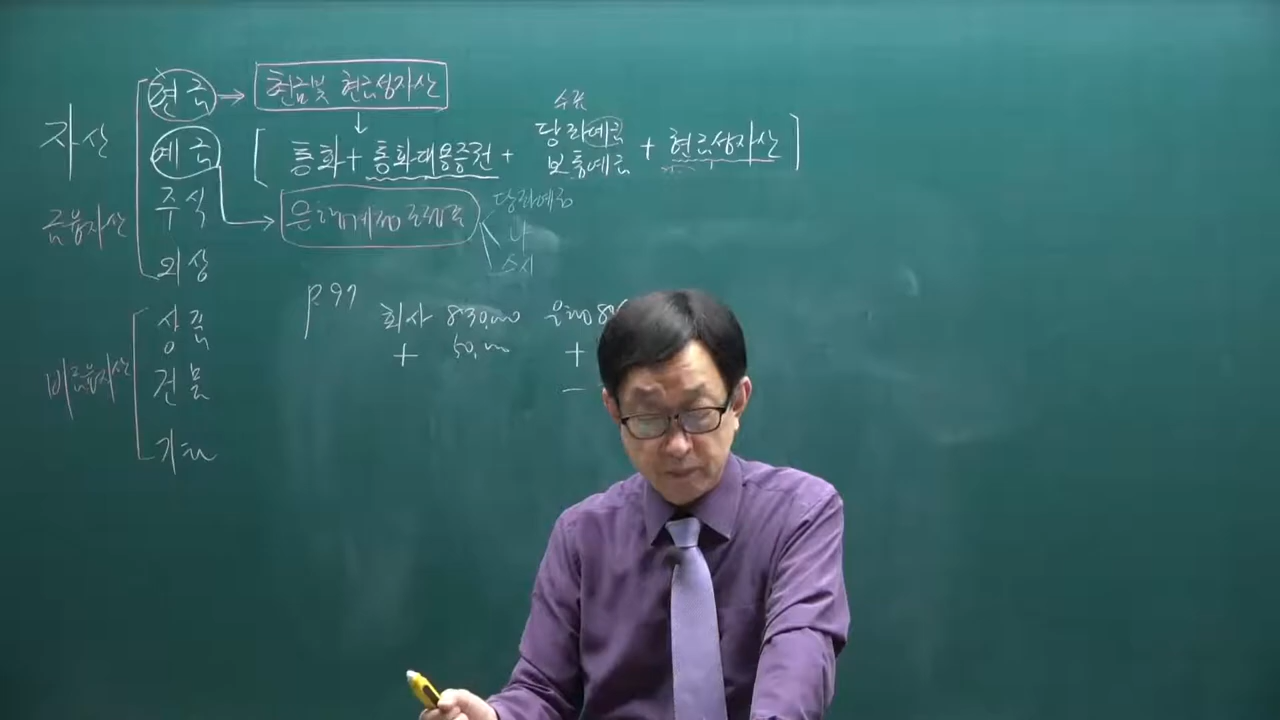 현금 → 현금및 현금성자산
자산
수표
예금 [ 통화 + 통화대용증권 + 당좌예금 보통예금 + 현금성자산 ]
주식
은행계정조정표
당좌예금
금융자산
외상
p.97
회사 830,000
+ 50,000
+
-
상품
비금융자산
건물
기계